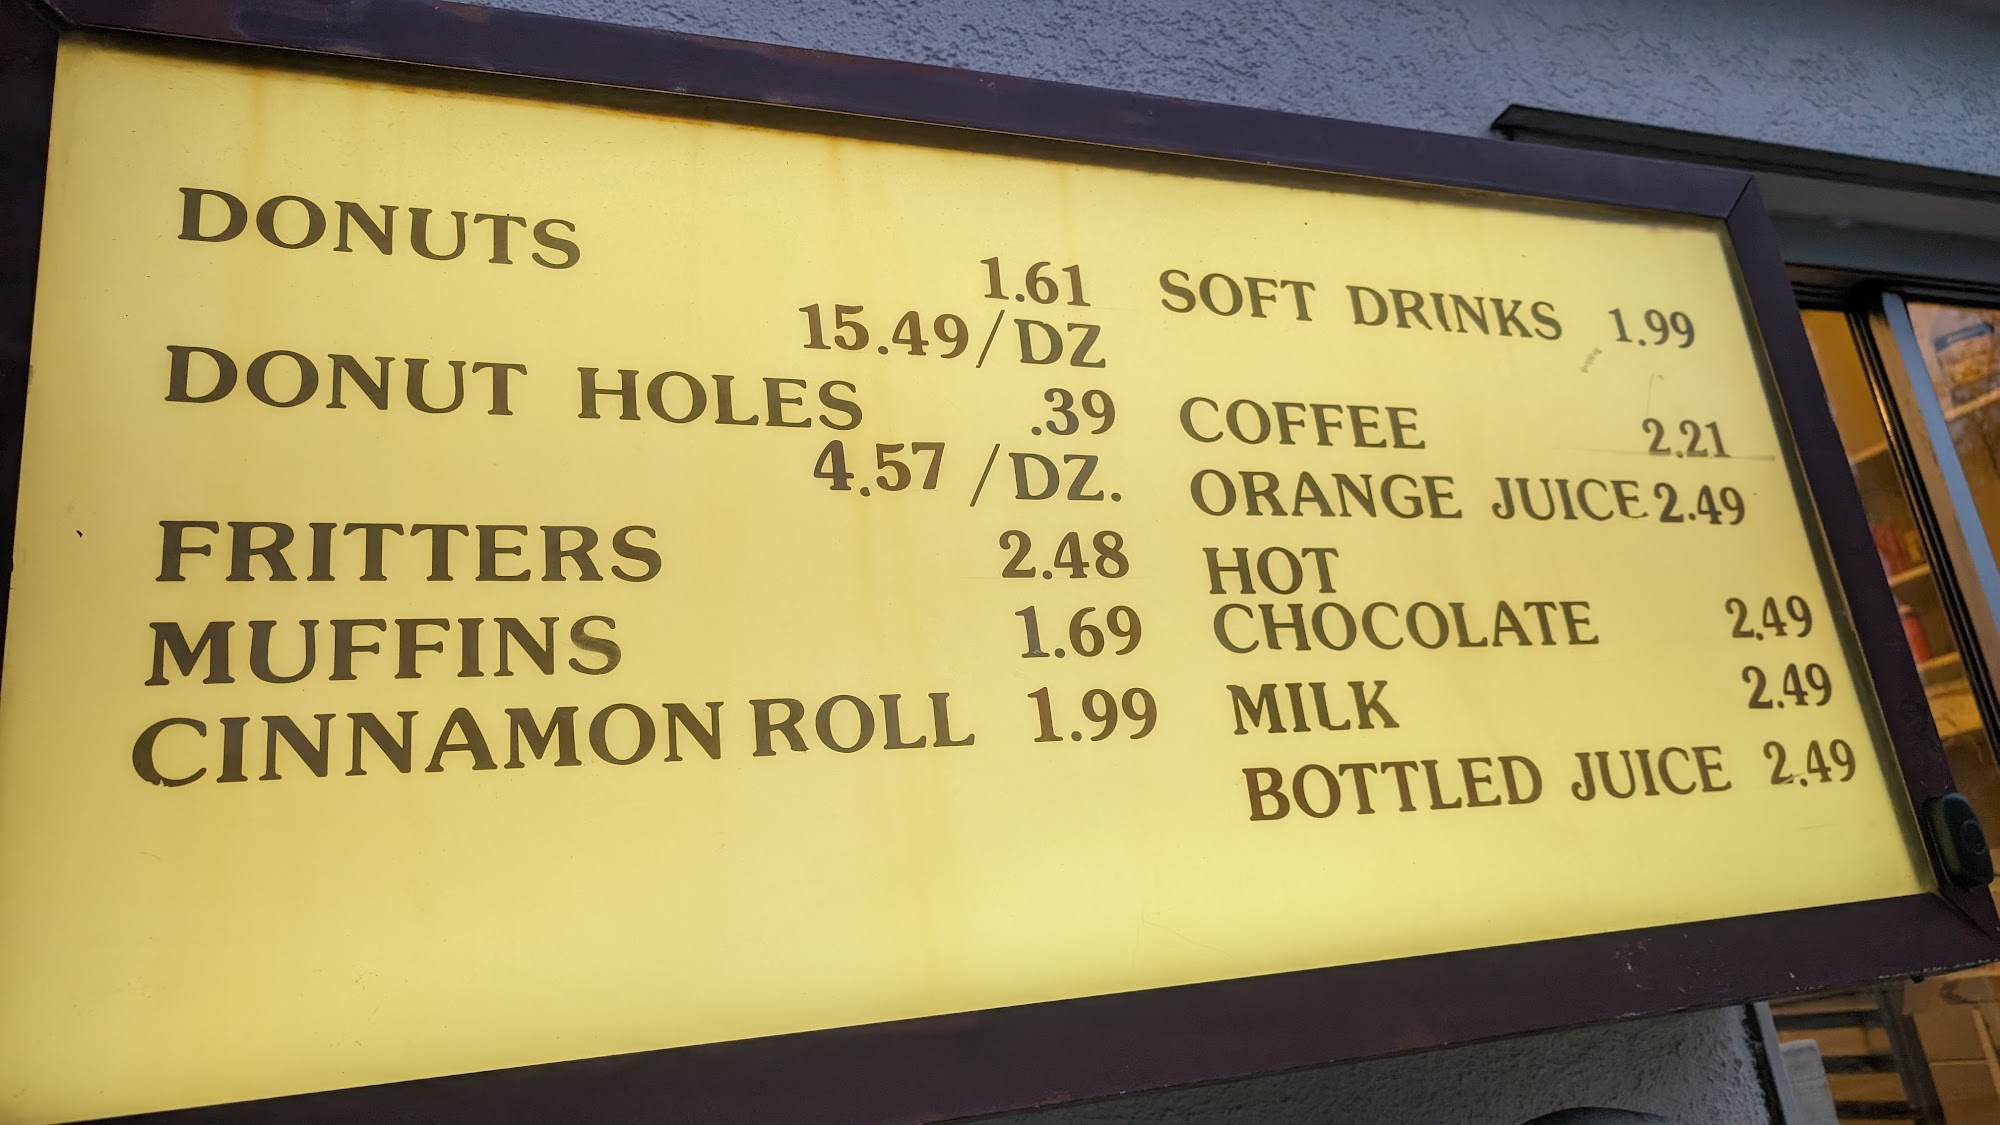 DONUTS 1.61
15.49/DZ
DONUT HOLES .39
4.57 /DZ.
FRITTERS 2.48
MUFFINS 1.69
CINNAMON ROLL 1.99
SOFT DRINKS 1.99
COFFEE 2.21
ORANGE JUICE 2.49
HOT
CHOCOLATE 2.49
MILK 2.49
BOTTLED JUICE 2.49